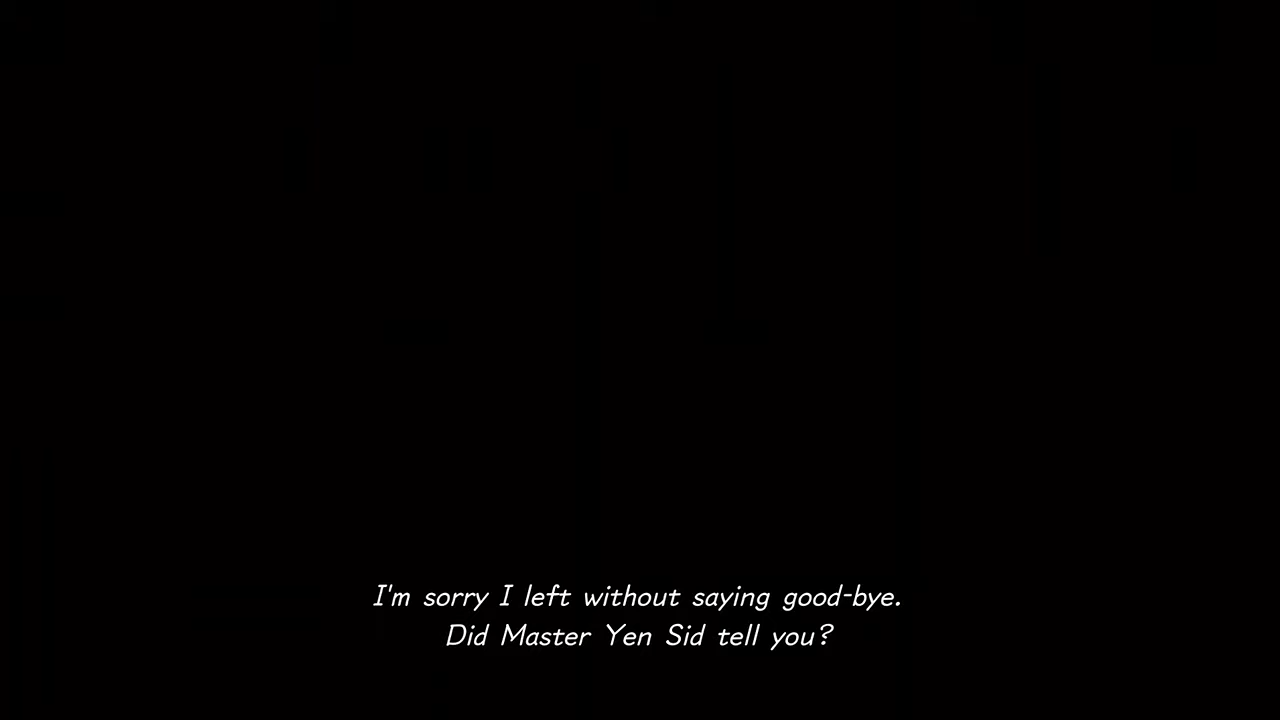 I'm sorry I left without saying good-bye.
Did Master Yen Sid tell you?